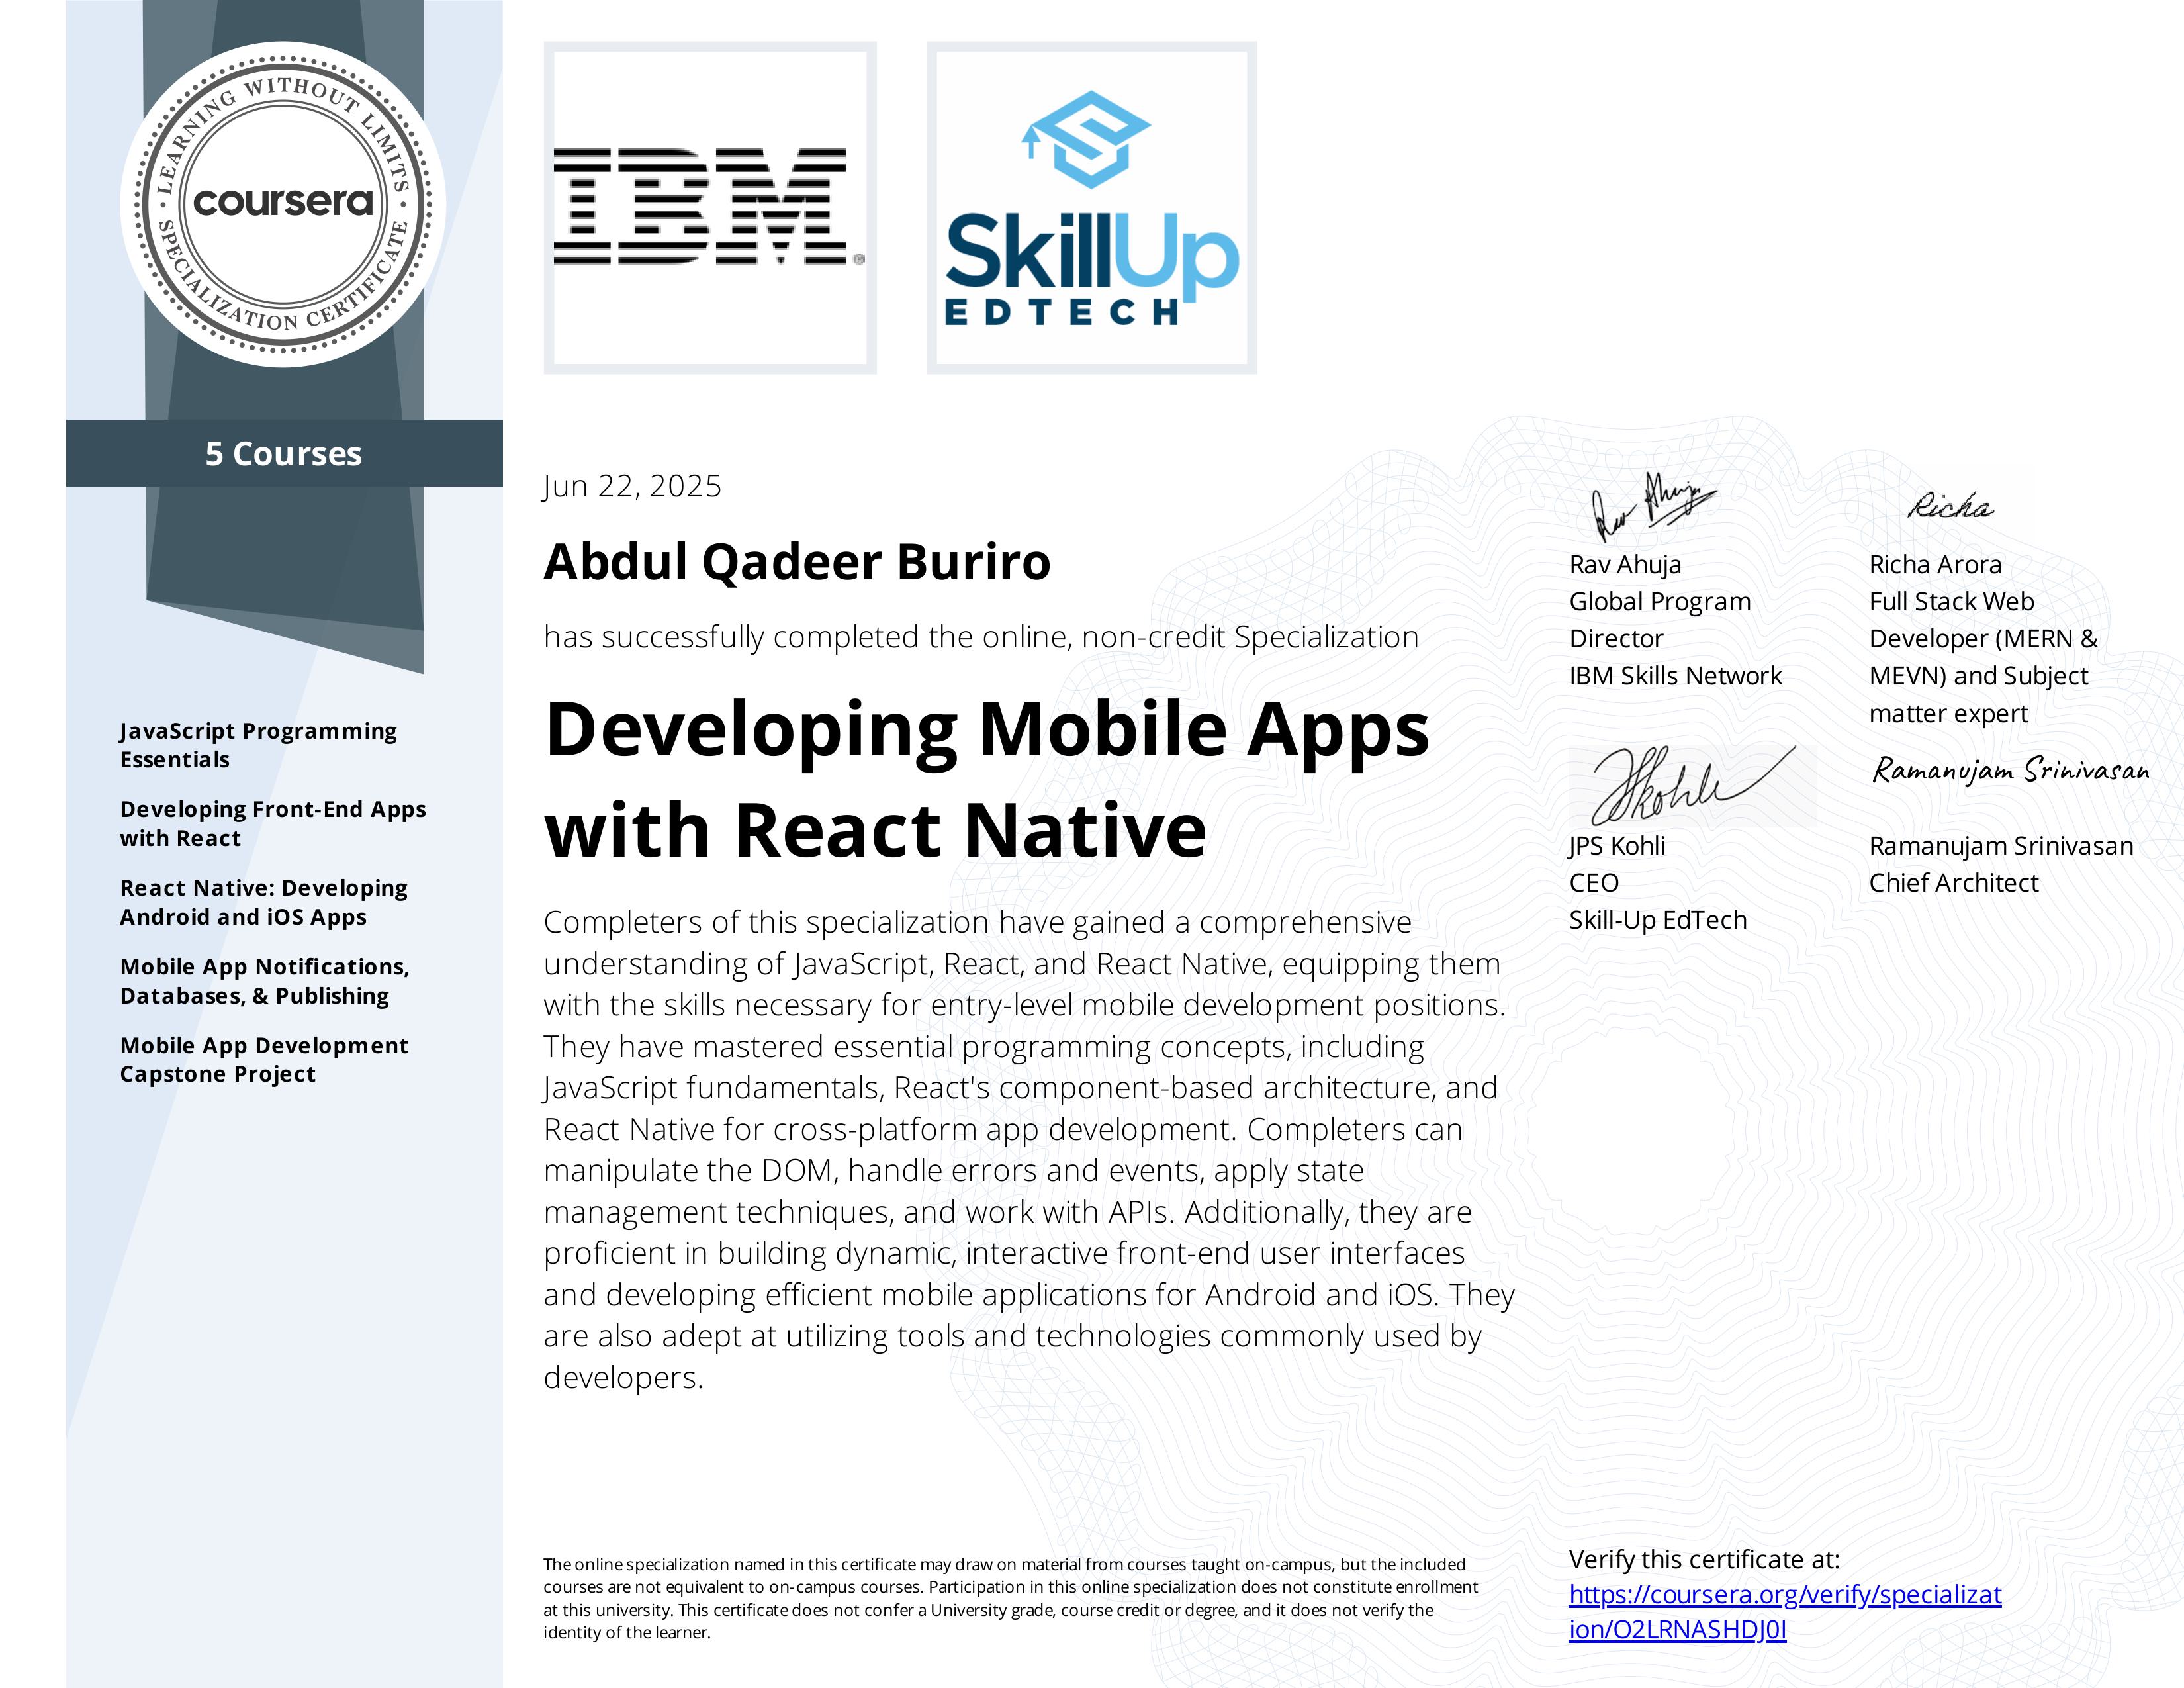 LEARNING WITHOUT LIMITS
coursera
SPECIALIZATION CERTIFICATE
5 Courses
JavaScript Programming
Essentials
Developing Front-End Apps
with React
React Native: Developing
Android and iOS Apps
Mobile App Notifications,
Databases, & Publishing
Mobile App Development
Capstone Project
IBM®
SkillUp
EDTECH
Jun 22, 2025
Abdul Qadeer Buriro
has successfully completed the online, non-credit Specialization
Developing Mobile Apps
with React Native
Completers of this specialization have gained a comprehensive
understanding of JavaScript, React, and React Native, equipping them
with the skills necessary for entry-level mobile development positions.
They have mastered essential programming concepts, including
JavaScript fundamentals, React's component-based architecture, and
React Native for cross-platform app development. Completers can
manipulate the DOM, handle errors and events, apply state
management techniques, and work with APIs. Additionally, they are
proficient in building dynamic, interactive front-end user interfaces
and developing efficient mobile applications for Android and iOS. They
are also adept at utilizing tools and technologies commonly used by
developers.
Rav Ahuja
Rav Ahuja
Global Program
Director
IBM Skills Network
Richa
Richa Arora
Full Stack Web
Developer (MERN &
MEVN) and Subject
matter expert
JPS Kohli
CEO
Skill-Up EdTech
Ramanujam Srinivasan
Ramanujam Srinivasan
Chief Architect
The online specialization named in this certificate may draw on material from courses taught on-campus, but the included
courses are not equivalent to on-campus courses. Participation in this online specialization does not constitute enrollment
at this university. This certificate does not confer a University grade, course credit or degree, and it does not verify the
identity of the learner.
Verify this certificate at:
https://coursera.org/verify/specializat
ion/O2LRNASHDJ0I